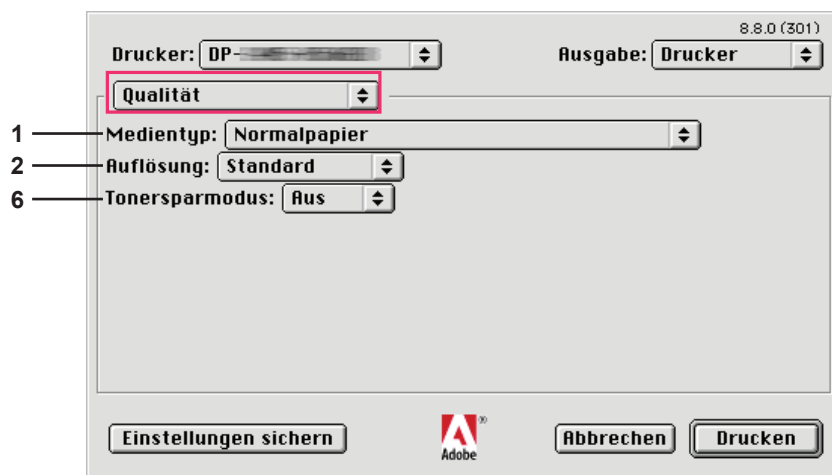 8.8.0 (301)
Drucker: DP- Ausgabe: Drucker
Qualität
1 Medientyp: Normalpapier
2 Auflösung: Standard
6 Tonersparmodus: Aus
Einstellungen sichern Adobe® Abbrechen Drucken